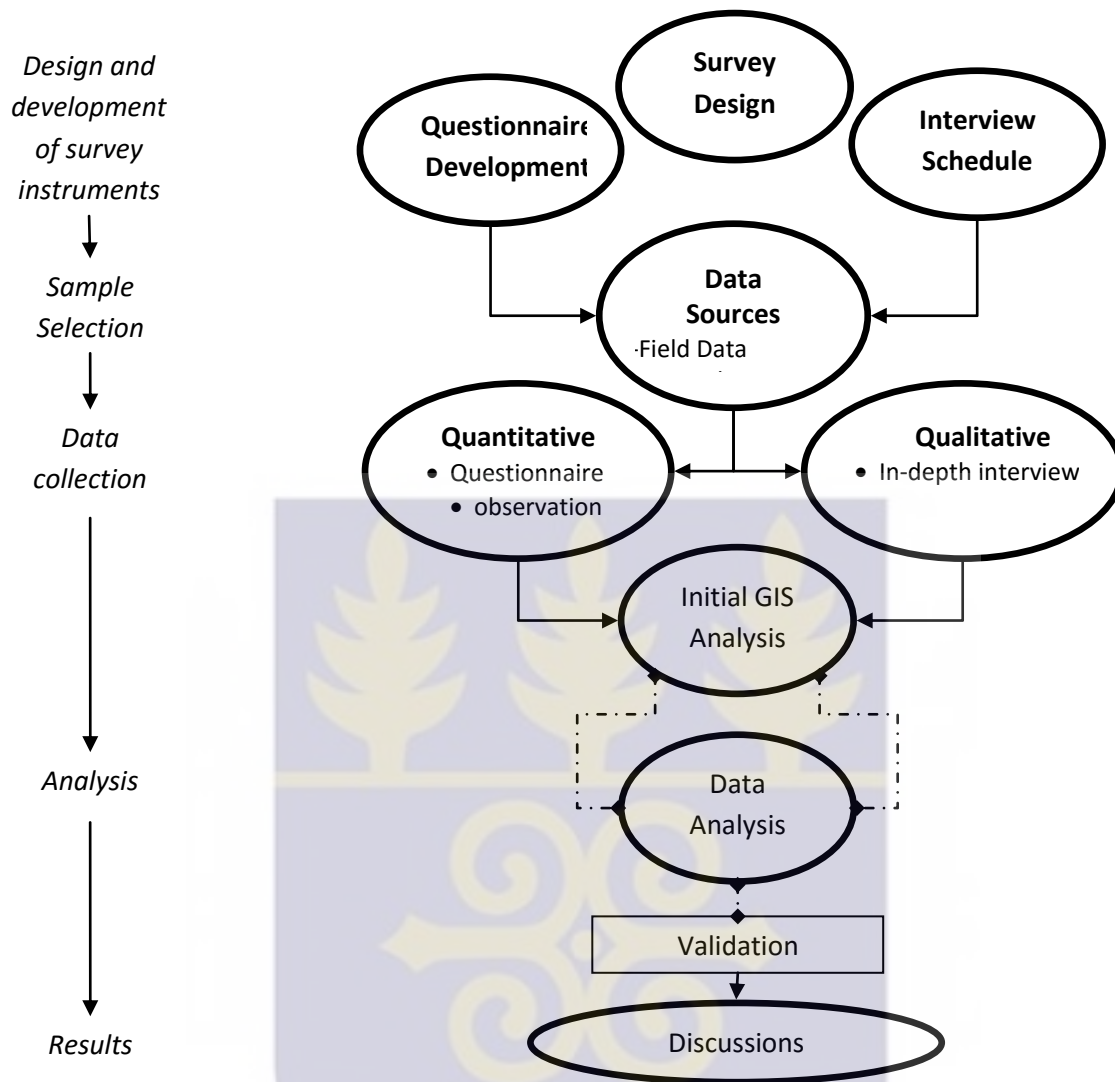 Design and
development
of survey
instruments
Sample
Selection
Data
collection
Analysis
Results
Survey
Design
Questionnaire
Development
Interview
Schedule
Data
Sources
-Field Data
Quantitative
• Questionnaire
• observation
Qualitative
• In-depth interview
Initial GIS
Analysis
Data
Analysis
Validation
Discussions